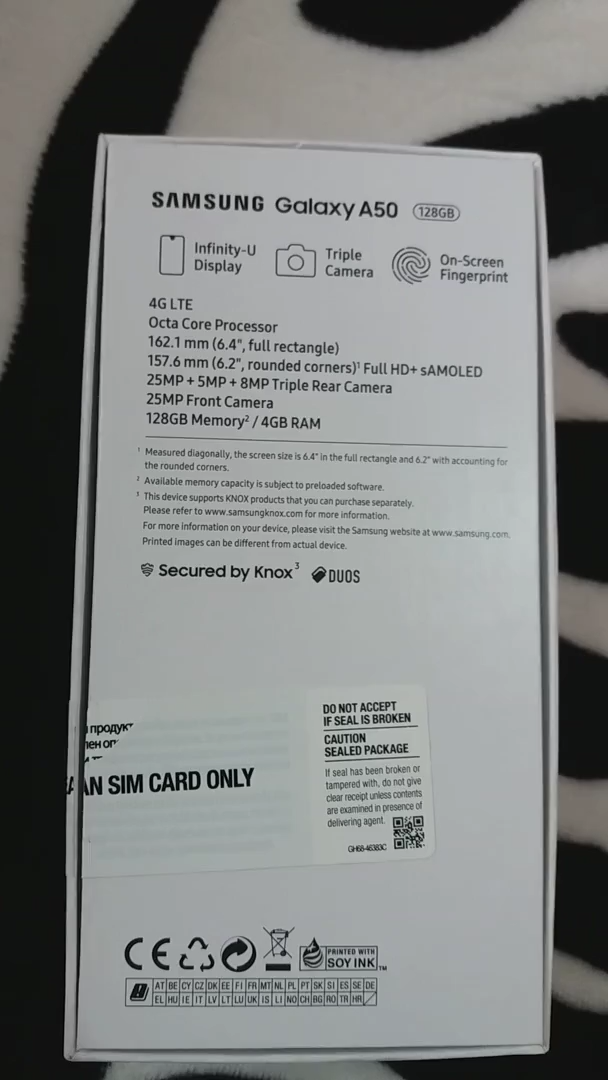 SAMSUNG Galaxy A50 128GB
Infinity-U
Display
Triple
Camera
On-Screen
Fingerprint
4G LTE
Octa Core Processor
162.1 mm (6.4", full rectangle)
157.6 mm (6.2", rounded corners)¹ Full HD+ sAMOLED
25MP + 5MP + 8MP Triple Rear Camera
25MP Front Camera
128GB Memory² / 4GB RAM
¹ Measured diagonally, the screen size is 6.4" in the full rectangle and 6.2" with accounting for
the rounded corners.
² Available memory capacity is subject to preloaded software.
³ This device supports KNOX products that you can purchase separately.
Please refer to www.samsungknox.com for more information.
For more information on your device, please visit the Samsung website at www.samsung.com.
Printed images can be different from actual device.
Secured by Knox³ DUOS
продукт
AN SIM CARD ONLY
DO NOT ACCEPT
IF SEAL IS BROKEN
CAUTION
SEALED PACKAGE
If seal has been broken or
tampered with, do not give
clear receipt unless contents
are examined in presence of
delivering agent.
GH68-46383C
CE
PRINTED WITH
SOY INK™
AT BE CY CZ DK EE FI FR MT NL PL PT SK SI ES SE DE
EL HU IE IT LV LT LU UK IS LI NO CH BG RO TR HR